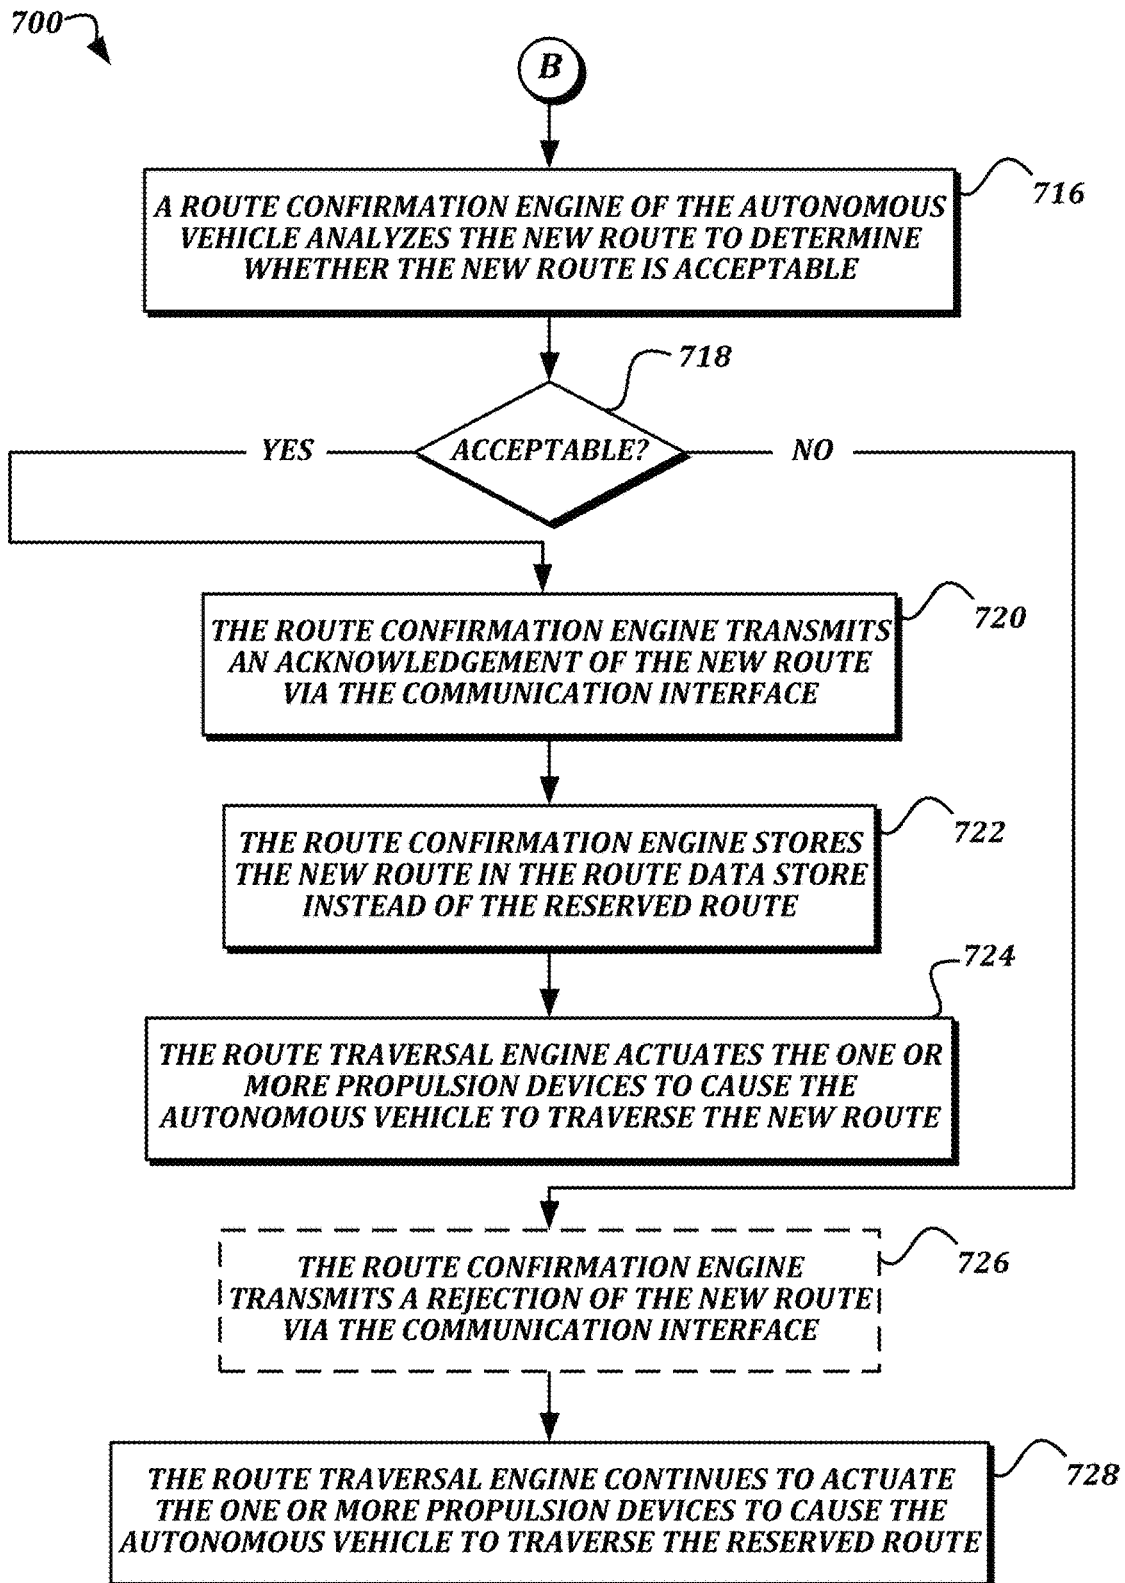 700
B
A ROUTE CONFIRMATION ENGINE OF THE AUTONOMOUS
VEHICLE ANALYZES THE NEW ROUTE TO DETERMINE
WHETHER THE NEW ROUTE IS ACCEPTABLE
716
718
YES
ACCEPTABLE?
NO
THE ROUTE CONFIRMATION ENGINE TRANSMITS
AN ACKNOWLEDGEMENT OF THE NEW ROUTE
VIA THE COMMUNICATION INTERFACE
720
THE ROUTE CONFIRMATION ENGINE STORES
THE NEW ROUTE IN THE ROUTE DATA STORE
INSTEAD OF THE RESERVED ROUTE
722
724
THE ROUTE TRAVERSAL ENGINE ACTUATES THE ONE OR
MORE PROPULSION DEVICES TO CAUSE THE
AUTONOMOUS VEHICLE TO TRAVERSE THE NEW ROUTE
THE ROUTE CONFIRMATION ENGINE
TRANSMITS A REJECTION OF THE NEW ROUTE
VIA THE COMMUNICATION INTERFACE
726
THE ROUTE TRAVERSAL ENGINE CONTINUES TO ACTUATE
THE ONE OR MORE PROPULSION DEVICES TO CAUSE THE
AUTONOMOUS VEHICLE TO TRAVERSE THE RESERVED ROUTE
728